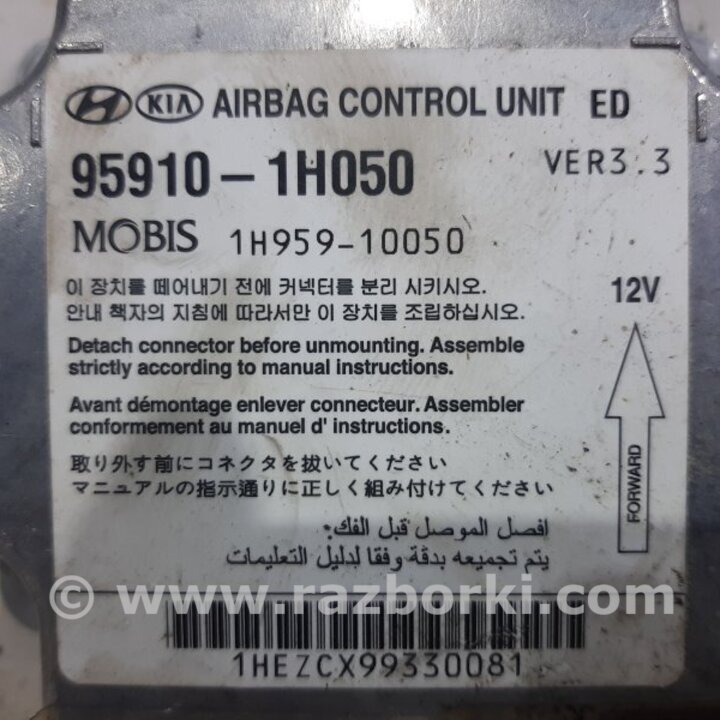 KIA AIRBAG CONTROL UNIT ED
95910-1H050 VER3.3
MOBIS 1H959-10050
이 장치를 떼어내기 전에 커넥터를 분리 시키시오.
안내 책자의 지침에 따라서만 이 장치를 조립하십시오.
12V
Detach connector before unmounting. Assemble
strictly according to manual instructions.
Avant démontage enlever connecteur. Assembler
conformement au manuel d' instructions.
FORWARD
取り外す前にコネクタを抜いてください
マニュアルの指示通りに正しく組み付けてください
افصل الموصل قبل الفك.
يتم تجميعه بدقة وفقا لدليل التعليمات
© www.razborki.com
1HEZCX99330081